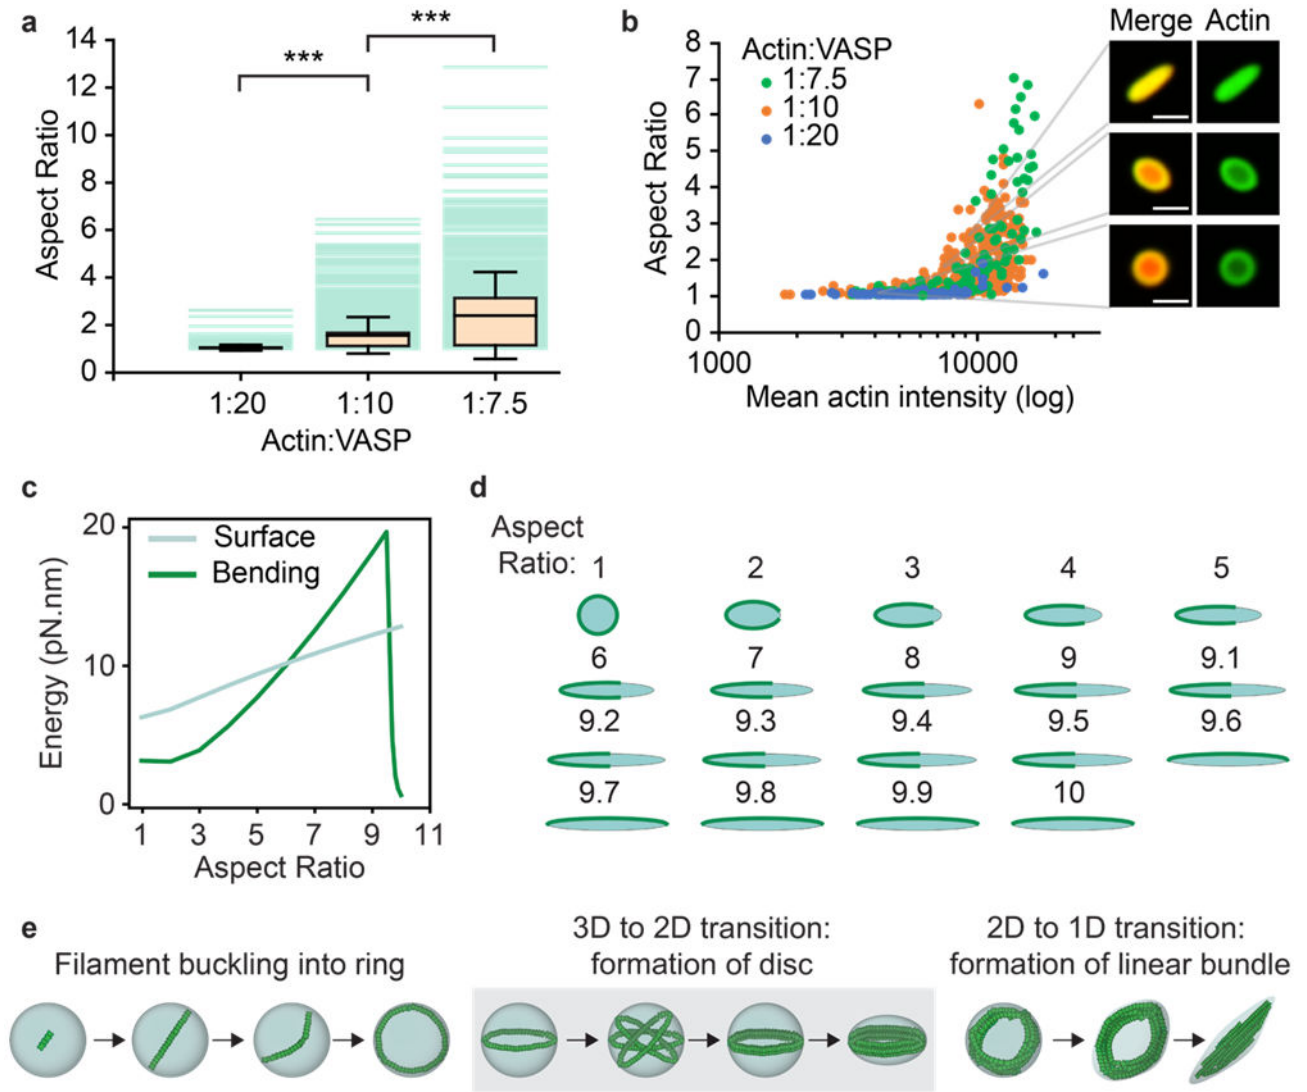 a
14
12
10
8
6
4
2
0
Aspect Ratio
***
***
1:20 1:10 1:7.5
Actin:VASP
b
8
7
6
5
4
3
2
1
0
Aspect Ratio
Actin:VASP
1:7.5
1:10
1:20
1000 10000
Mean actin intensity (log)
Merge Actin
c
20
10
0
Energy (pN.nm)
Surface
Bending
1 3 5 7 9 11
Aspect Ratio
d
Aspect
Ratio: 1 2 3 4 5
6 7 8 9 9.1
9.2 9.3 9.4 9.5 9.6
9.7 9.8 9.9 10
e
Filament buckling into ring
3D to 2D transition:
formation of disc
2D to 1D transition:
formation of linear bundle